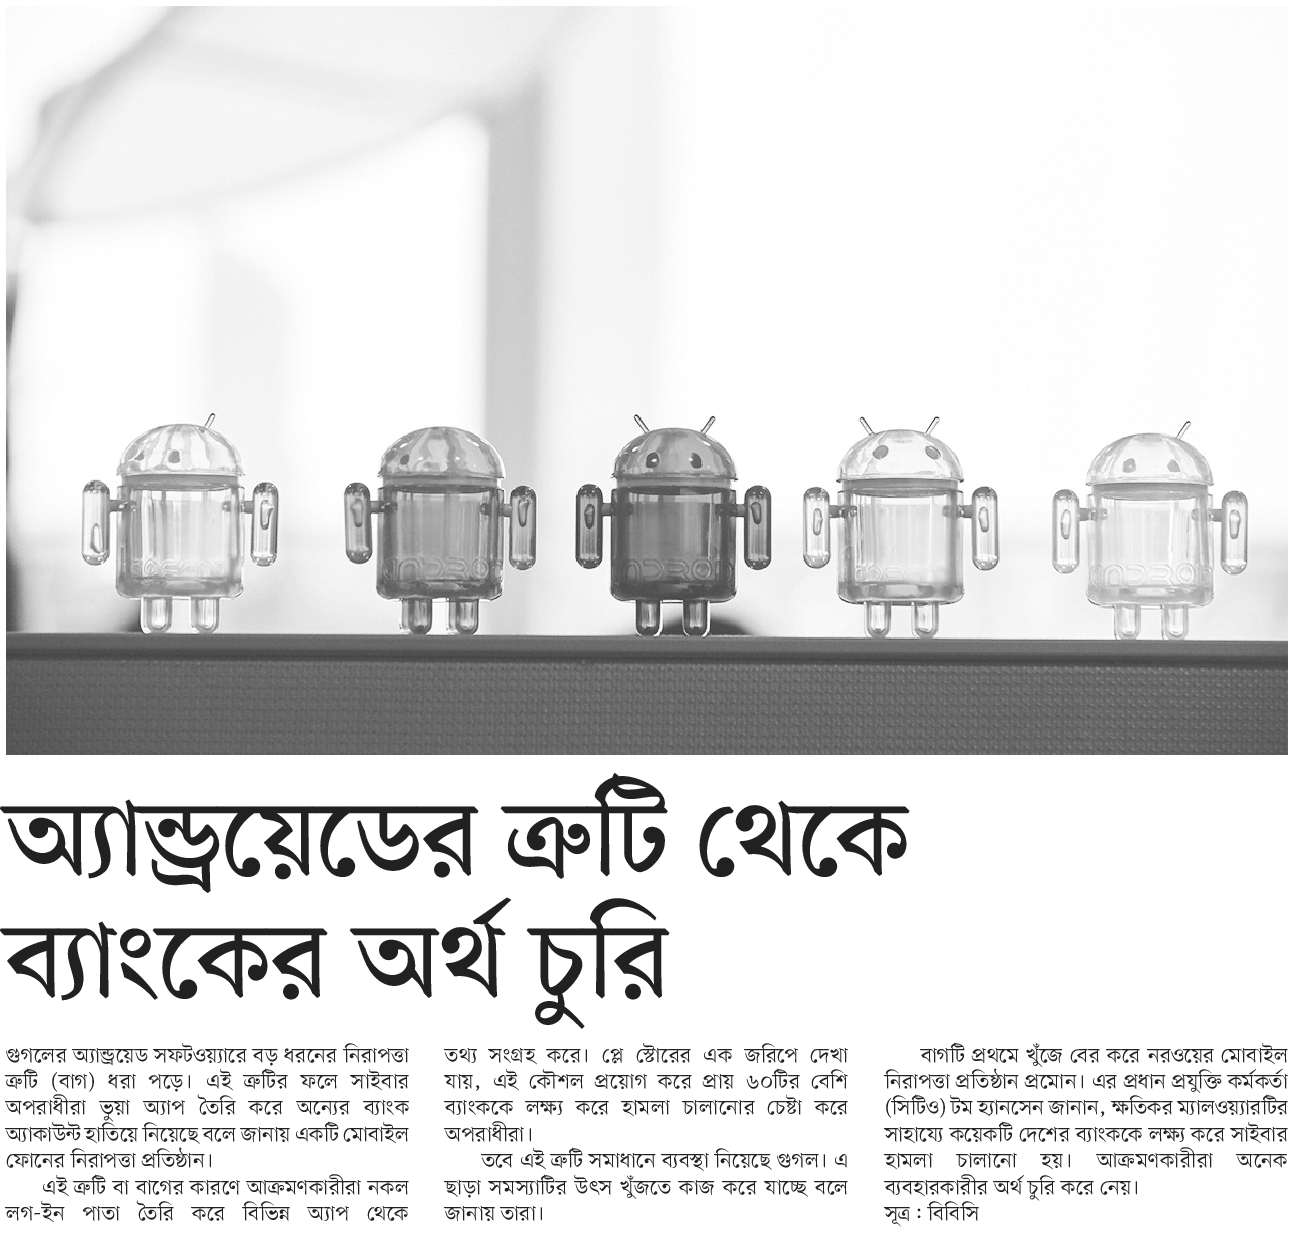 অ্যান্ড্রয়েডের ত্রুটি থেকে
ব্যাংকের অর্থ চুরি
গুগলের অ্যান্ড্রয়েড সফটওয়্যারে বড় ধরনের নিরাপত্তা
ত্রুটি (বাগ) ধরা পড়ে। এই ত্রুটির ফলে সাইবার
অপরাধীরা ভুয়া অ্যাপ তৈরি করে অন্যের ব্যাংক
অ্যাকাউন্ট হাতিয়ে নিয়েছে বলে জানায় একটি মোবাইল
ফোনের নিরাপত্তা প্রতিষ্ঠান।
এই ত্রুটি বা বাগের কারণে আক্রমণকারীরা নকল
লগ-ইন পাতা তৈরি করে বিভিন্ন অ্যাপ থেকে
তথ্য সংগ্রহ করে। প্লে স্টোরের এক জরিপে দেখা
যায়, এই কৌশল প্রয়োগ করে প্রায় ৬০টির বেশি
ব্যাংককে লক্ষ্য করে হামলা চালানোর চেষ্টা করে
অপরাধীরা।
তবে এই ত্রুটি সমাধানে ব্যবস্থা নিয়েছে গুগল। এ
ছাড়া সমস্যাটির উৎস খুঁজতে কাজ করে যাচ্ছে বলে
জানায় তারা।
বাগটি প্রথমে খুঁজে বের করে নরওয়ের মোবাইল
নিরাপত্তা প্রতিষ্ঠান প্রমোন। এর প্রধান প্রযুক্তি কর্মকর্তা
(সিটিও) টম হ্যানসেন জানান, ক্ষতিকর ম্যালওয়্যারটির
সাহায্যে কয়েকটি দেশের ব্যাংককে লক্ষ্য করে সাইবার
হামলা চালানো হয়। আক্রমণকারীরা অনেক
ব্যবহারকারীর অর্থ চুরি করে নেয়।
সূত্র : বিবিসি